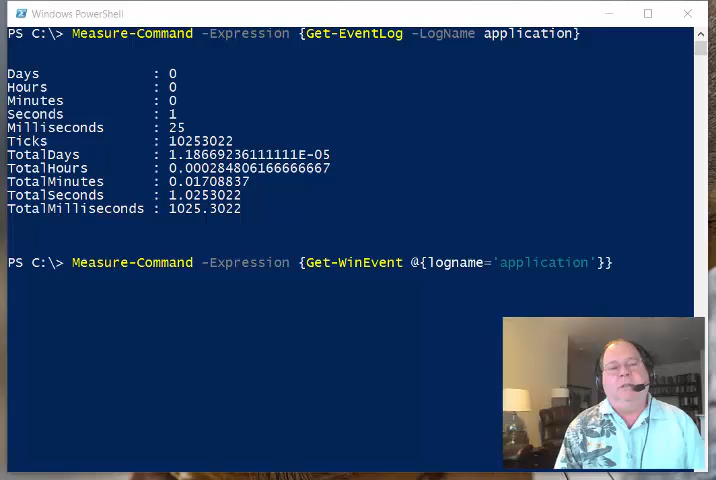 Windows PowerShell
PS C:\> Measure-Command -Expression {Get-EventLog -LogName application}
Days : 0
Hours : 0
Minutes : 0
Seconds : 1
Milliseconds : 25
Ticks : 10253022
TotalDays : 1.18669236111111E-05
TotalHours : 0.000284806166666667
TotalMinutes : 0.01708837
TotalSeconds : 1.0253022
TotalMilliseconds : 1025.3022
PS C:\> Measure-Command -Expression {Get-WinEvent @{logname='application'}}